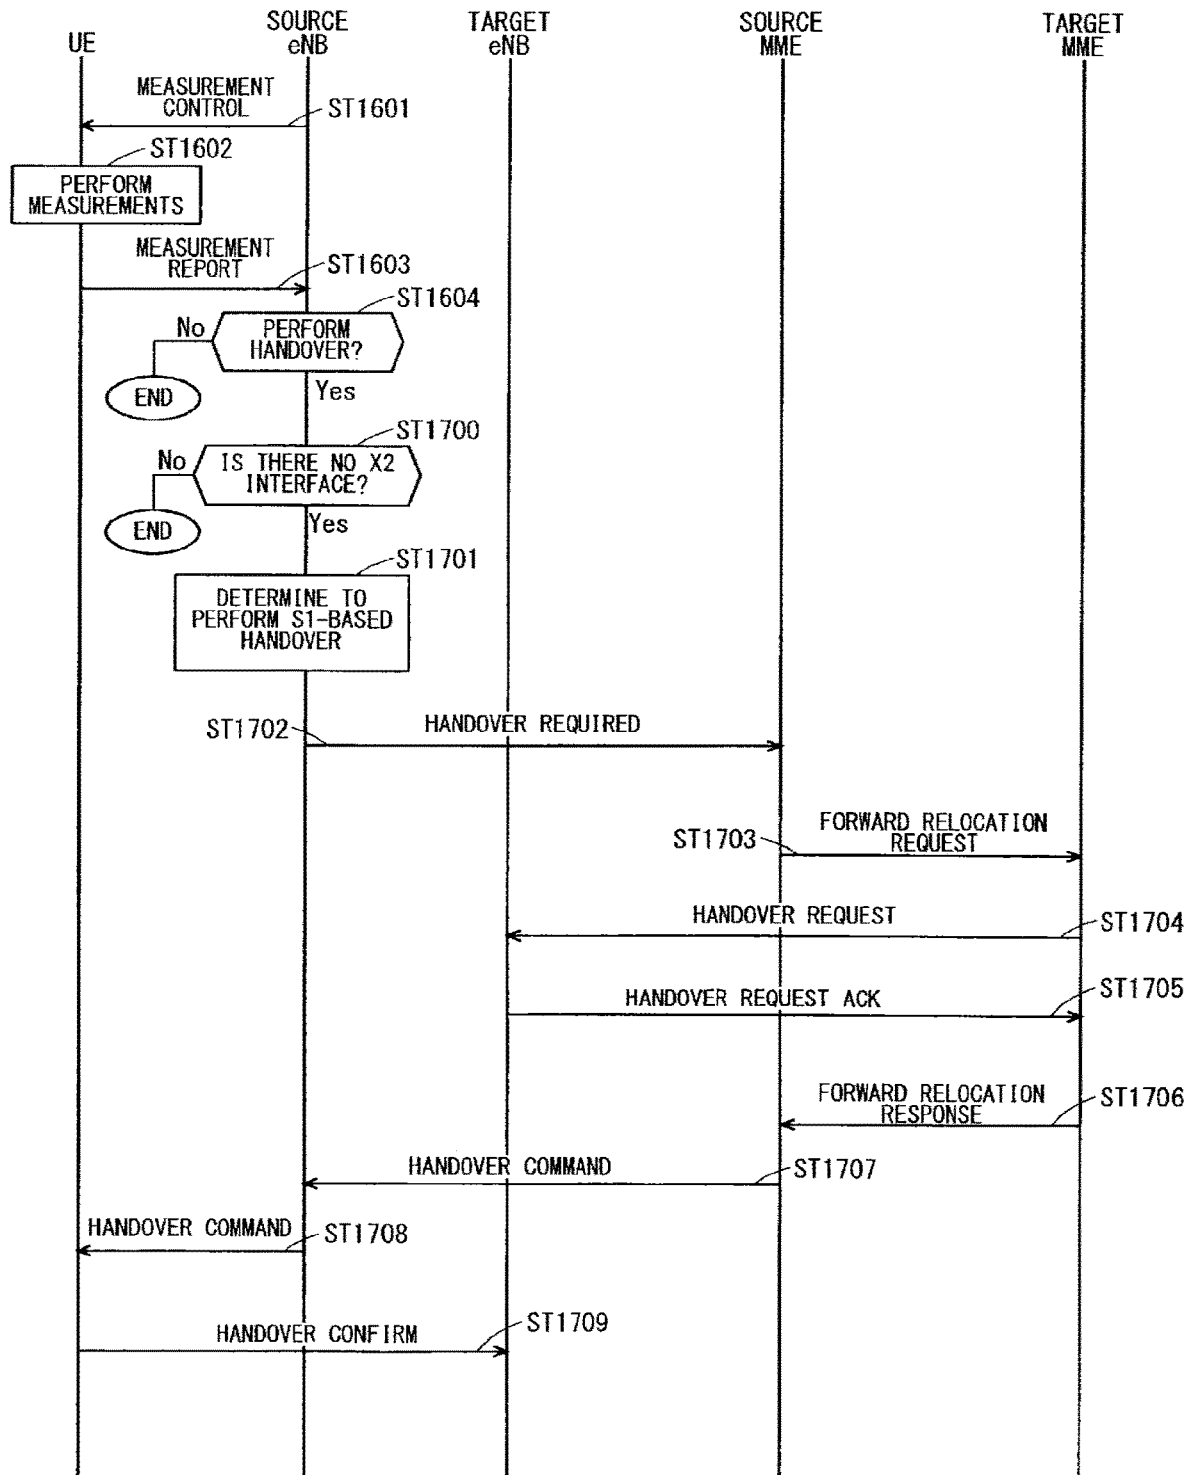 UE
SOURCE
eNB
TARGET
eNB
SOURCE
MME
TARGET
MME
MEASUREMENT
CONTROL
ST1601
ST1602
PERFORM
MEASUREMENTS
MEASUREMENT
REPORT
ST1603
ST1604
No
PERFORM
HANDOVER?
END
Yes
ST1700
No
IS THERE NO X2
INTERFACE?
END
Yes
ST1701
DETERMINE TO
PERFORM S1-BASED
HANDOVER
ST1702
HANDOVER REQUIRED
ST1703
FORWARD RELOCATION
REQUEST
HANDOVER REQUEST
ST1704
HANDOVER REQUEST ACK
ST1705
FORWARD RELOCATION
RESPONSE
ST1706
HANDOVER COMMAND
ST1707
HANDOVER COMMAND
ST1708
HANDOVER CONFIRM
ST1709